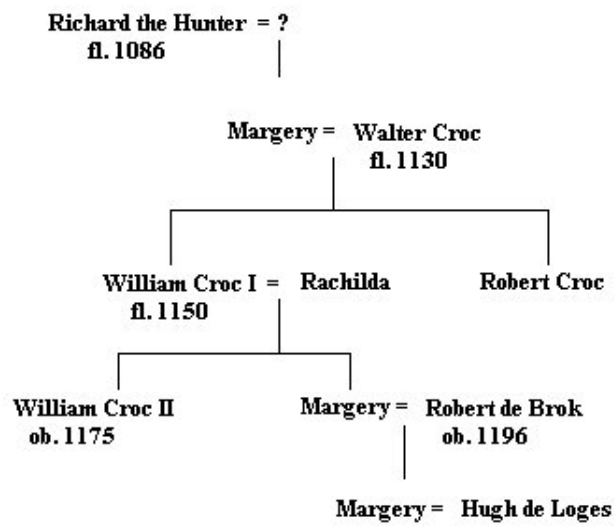 Richard the Hunter = ?
fl. 1086
Margery = Walter Croc
fl. 1130
William Croc I = Rachilda Robert Croc
fl. 1150
William Croc II Margery = Robert de Brok
ob. 1175 ob. 1196
Margery = Hugh de Loges